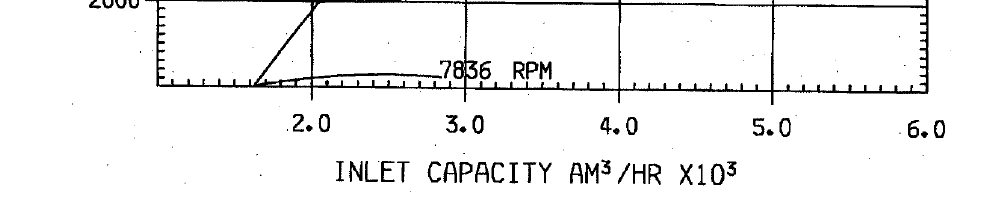 2000
7836 RPM
2.0 3.0 4.0 5.0 6.0
INLET CAPACITY AM³/HR X10³